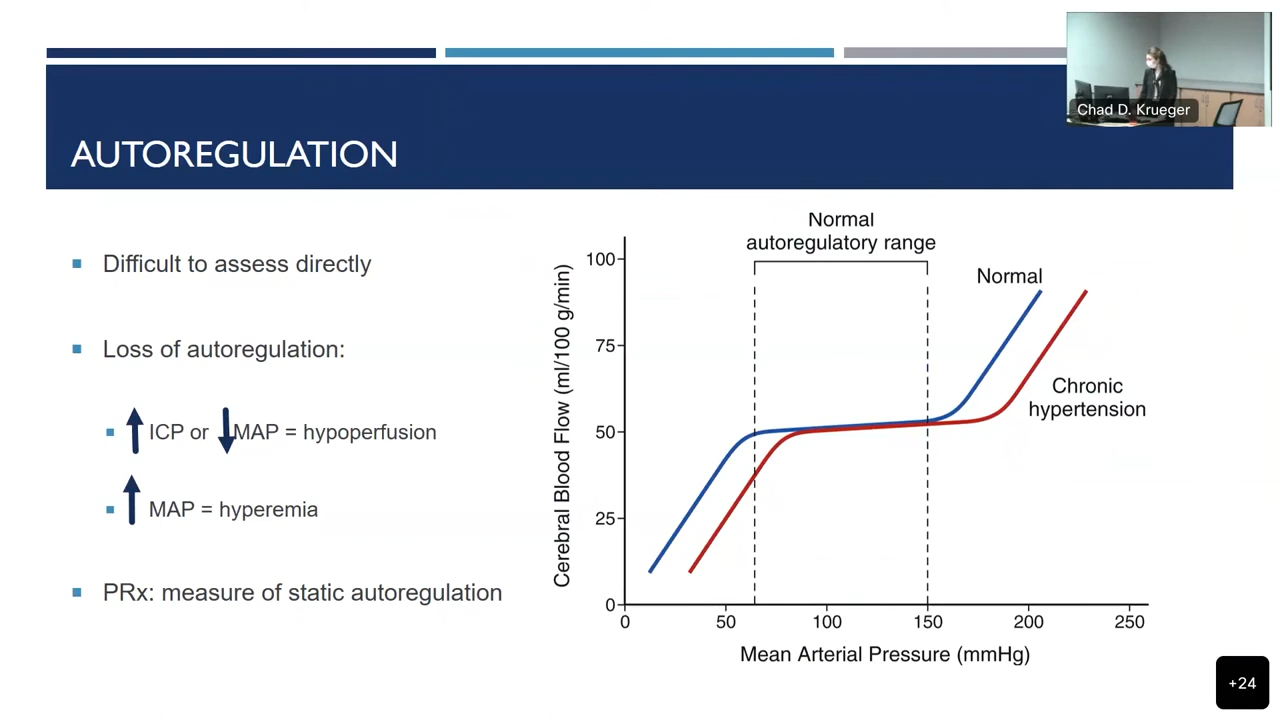 Chad D. Krueger
AUTOREGULATION
Difficult to assess directly
Loss of autoregulation:
ICP or MAP = hypoperfusion
MAP = hyperemia
PRx: measure of static autoregulation
Normal
autoregulatory range
Normal
Chronic
hypertension
Cerebral Blood Flow (ml/100 g/min)
100
75
50
25
0
0 50 100 150 200 250
Mean Arterial Pressure (mmHg)
+24